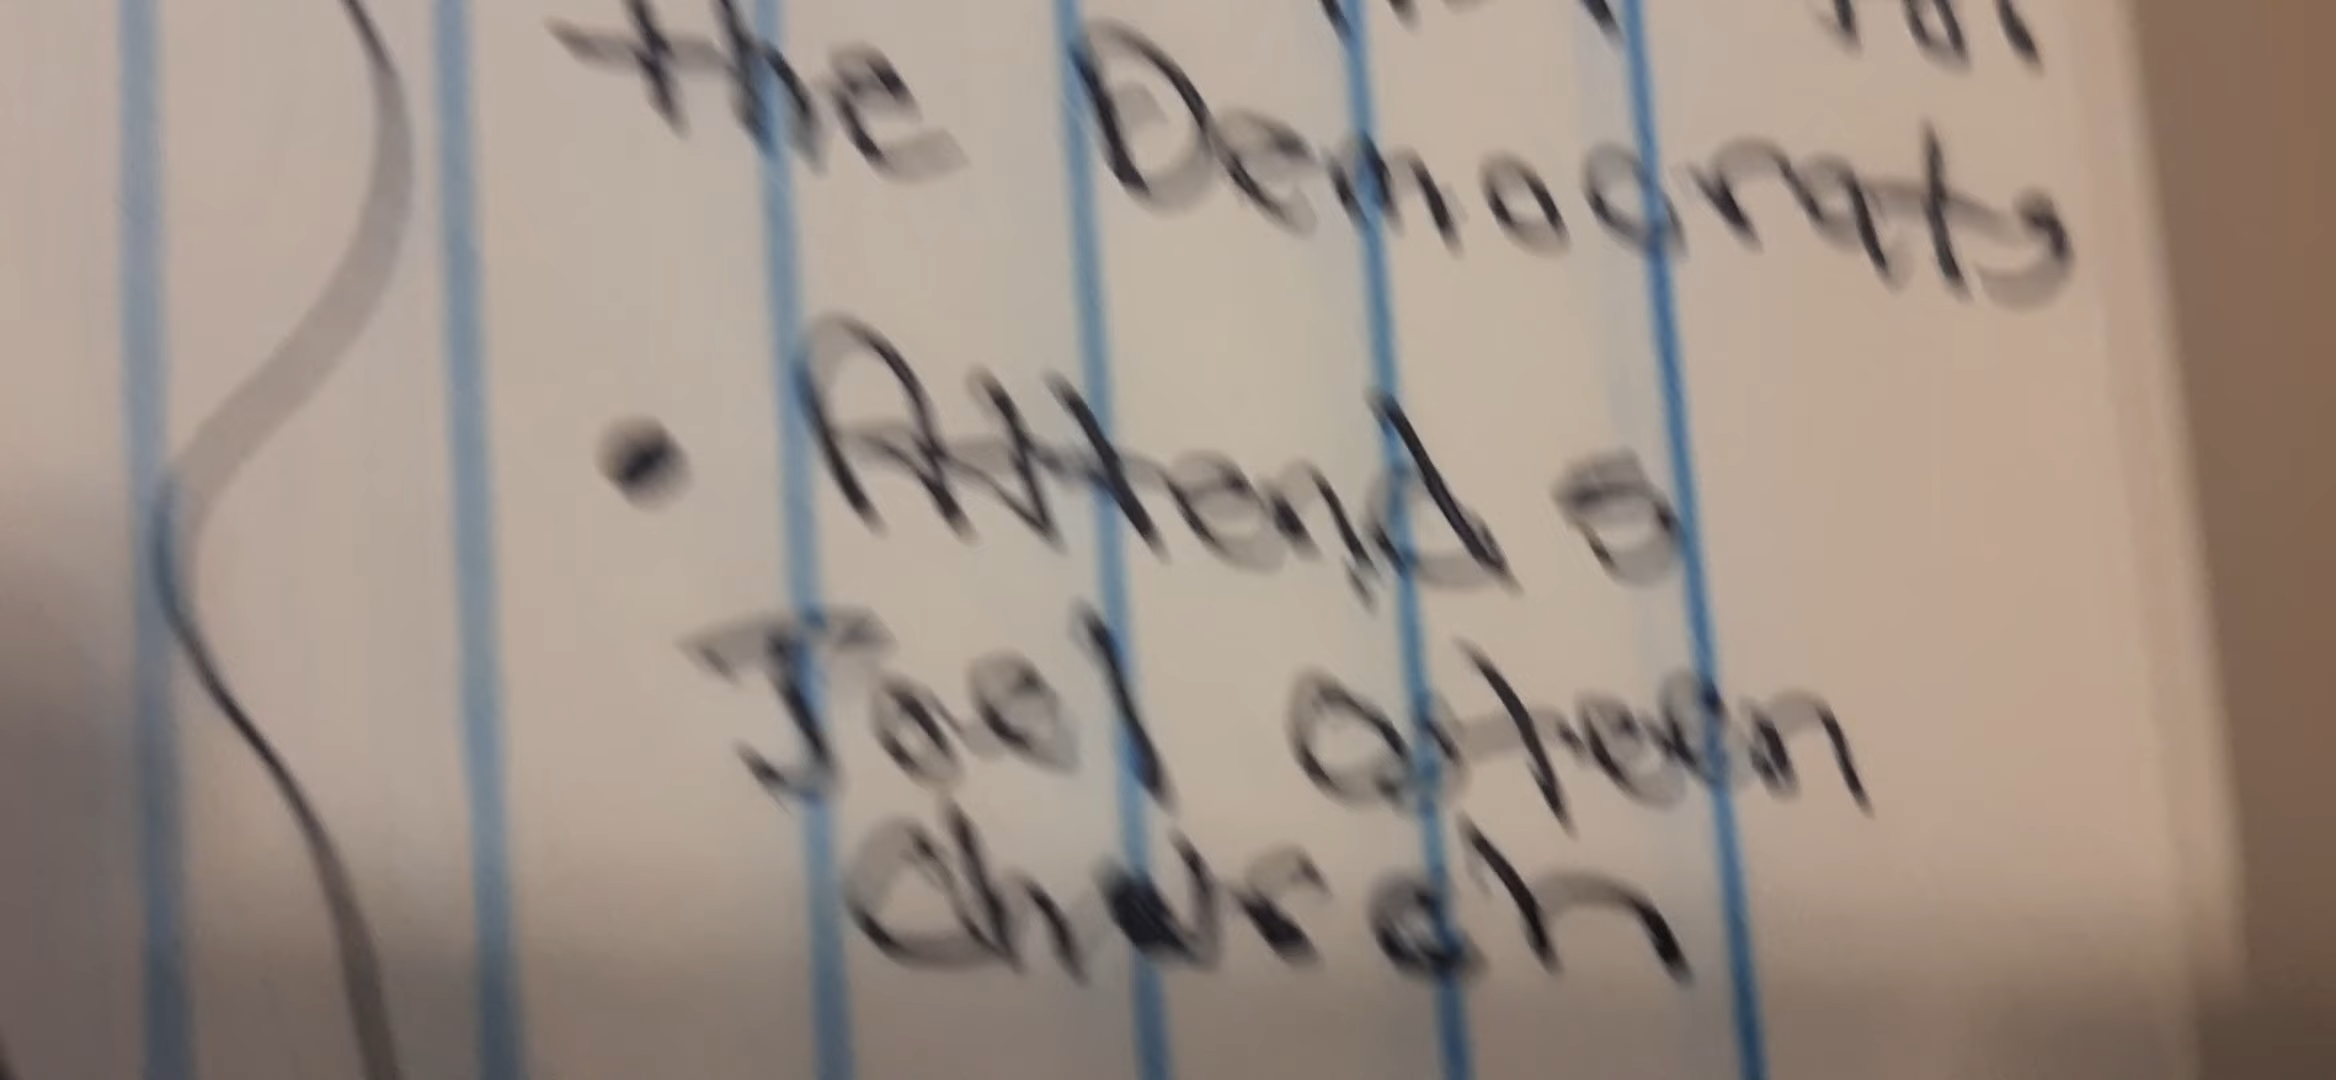 the Democrats
• Attend a
Joel Osteen
Church